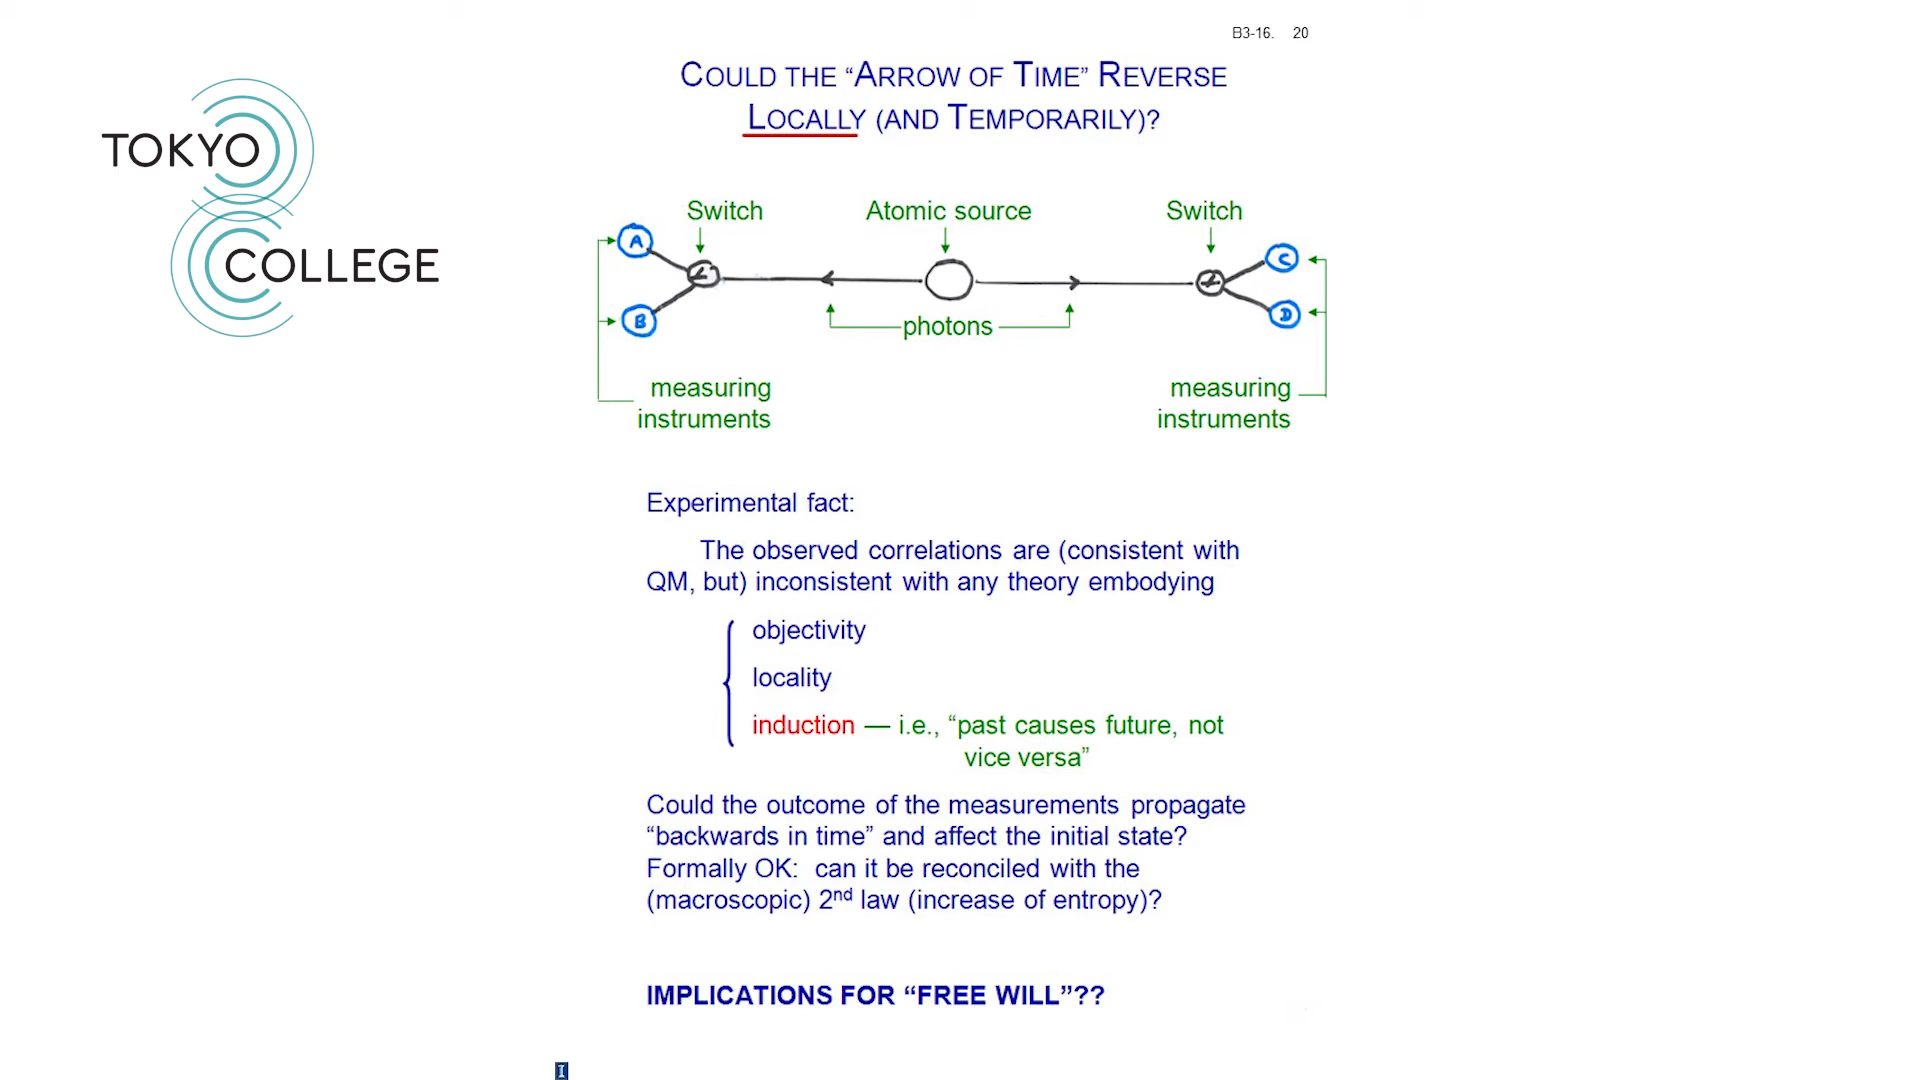 B3-16. 20
TOKYO
COLLEGE
COULD THE “ARROW OF TIME” REVERSE
LOCALLY (AND TEMPORARILY)?
Switch
Atomic source
Switch
A
B
C
D
photons
measuring
instruments
measuring
instruments
Experimental fact:
The observed correlations are (consistent with
QM, but) inconsistent with any theory embodying
objectivity
locality
induction — i.e., “past causes future, not
vice versa”
Could the outcome of the measurements propagate
“backwards in time” and affect the initial state?
Formally OK: can it be reconciled with the
(macroscopic) 2nd law (increase of entropy)?
IMPLICATIONS FOR “FREE WILL”??
I